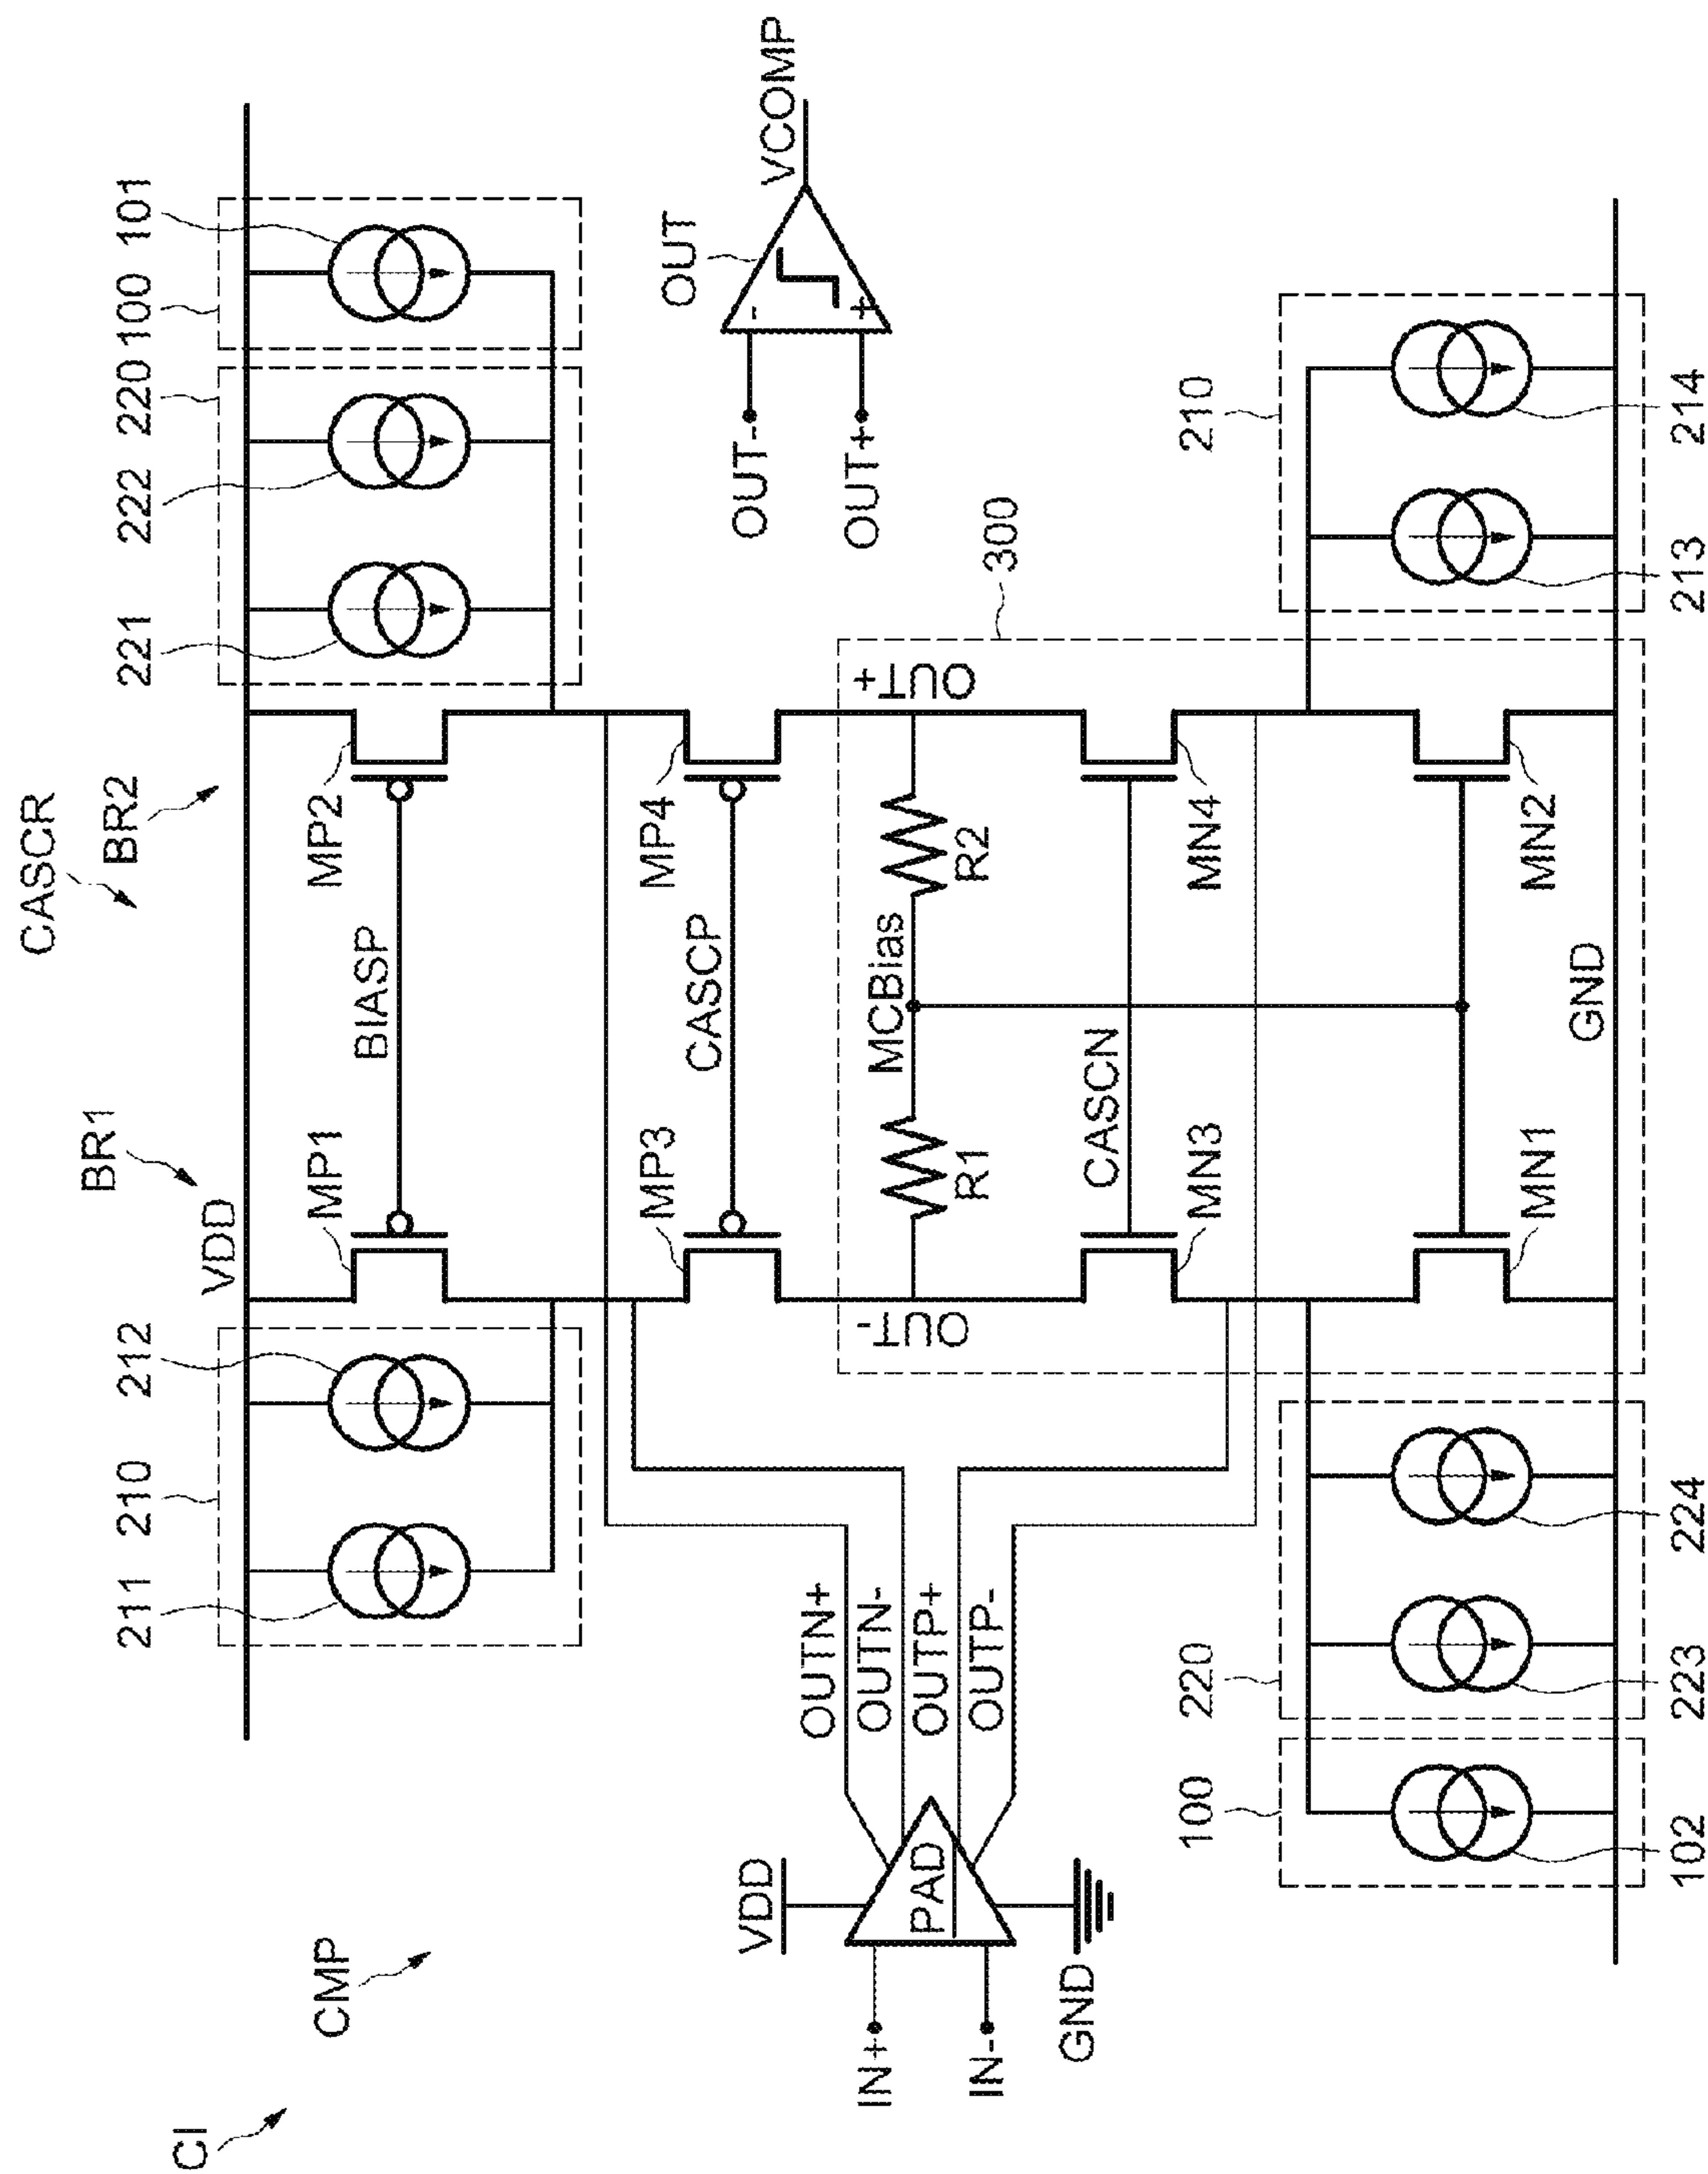 CI
CMP
CASCR
BR1
BR2
VDD
211
210
212
MP1
BIASP
MP2
221
222
220
100
101
MP3
CASCP
MP4
OUT-
OUT+
300
R1
MCBias
R2
CASCN
MN3
MN4
MN1
MN2
GND
IN+
IN-
VDD
PAD
GND
OUTN+
OUTN-
OUTP+
OUTP-
100
102
220
223
224
210
213
214
OUT-
OUT+
OUT
-
+
VCOMP